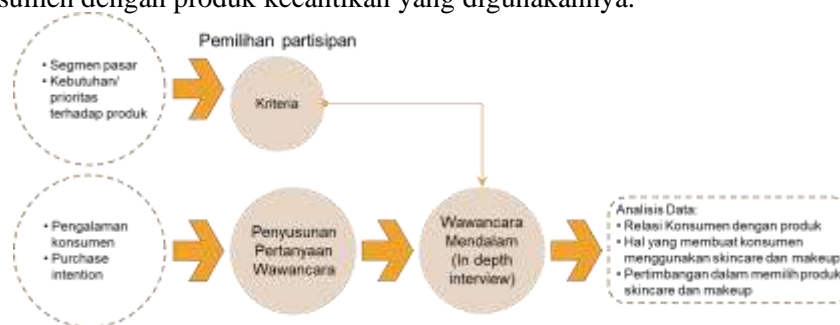 sumen dengan produk kecantikan yang digunakannya.
Pemilihan partisipan
• Segmen pasar
• Kebutuhan/
prioritas
terhadap produk
Kriteria
• Pengalaman
konsumen
• Purchase
intention
Penyusunan
Pertanyaan
Wawancara
Wawancara
Mendalam
(In depth
interview)
Analisis Data:
• Relasi Konsumen dengan produk
• Hal yang membuat konsumen
menggunakan skincare dan makeup
• Pertimbangan dalam memilih produk
skincare dan makeup